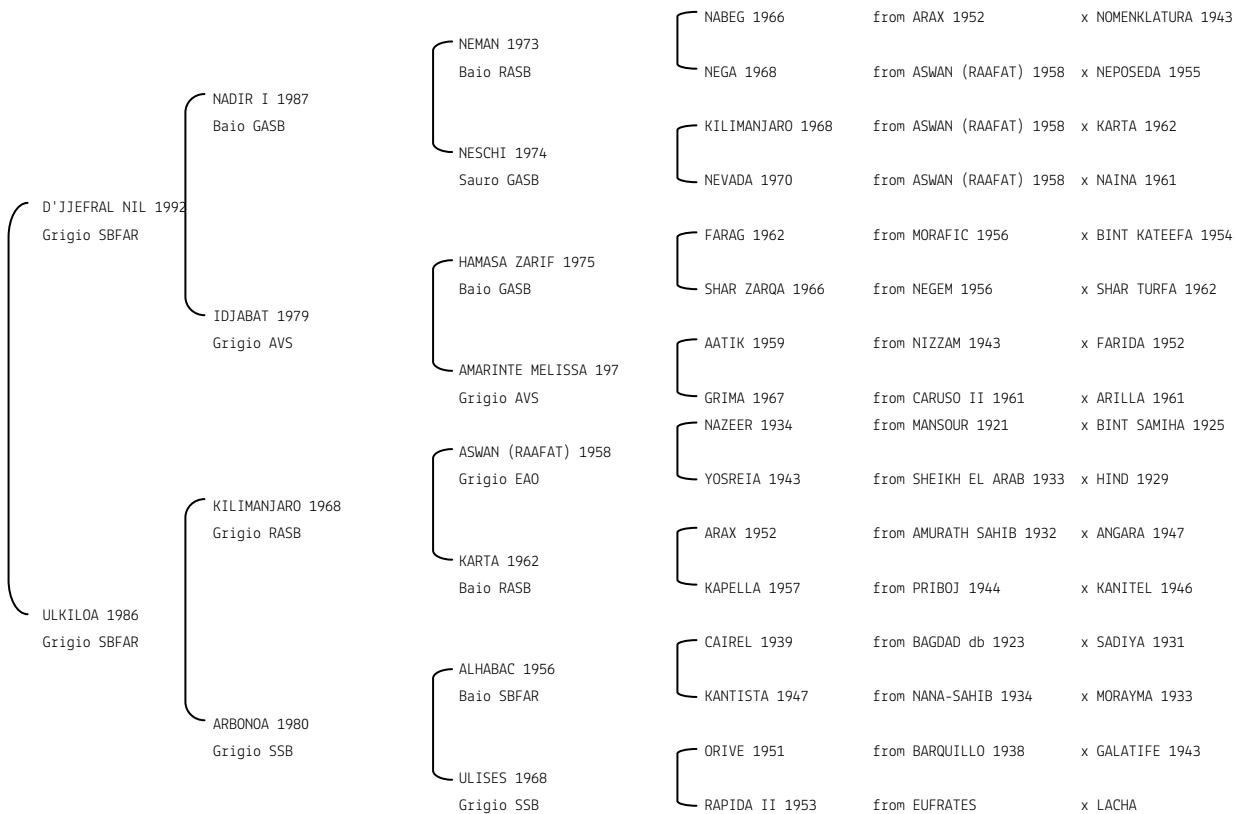 NABEG 1966 from ARAX 1952 x NOMENKLATURA 1943
NEMAN 1973
Baio RASB
NEGA 1968 from ASWAN (RAAFAT) 1958 x NEPOSEDA 1955
NADIR I 1987
Baio GASB
KILIMANJARO 1968 from ASWAN (RAAFAT) 1958 x KARTA 1962
NESCHI 1974
Sauro GASB
NEVADA 1970 from ASWAN (RAAFAT) 1958 x NAINA 1961
D'JJEFRAL NIL 1992
Grigio SBFAR
FARAG 1962 from MORAFIC 1956 x BINT KATEEFA 1954
HAMASA ZARIF 1975
Baio GASB
SHAR ZARQA 1966 from NEGEM 1956 x SHAR TURFA 1962
IDJABAT 1979
Grigio AVS
AATIK 1959 from NIZZAM 1943 x FARIDA 1952
AMARINTE MELISSA 197
Grigio AVS
GRIMA 1967 from CARUSO II 1961 x ARILLA 1961
NAZEER 1934 from MANSOUR 1921 x BINT SAMIHA 1925
ASWAN (RAAFAT) 1958
Grigio EAO
YOSREIA 1943 from SHEIKH EL ARAB 1933 x HIND 1929
KILIMANJARO 1968
Grigio RASB
ARAX 1952 from AMURATH SAHIB 1932 x ANGARA 1947
KARTA 1962
Baio RASB
KAPELLA 1957 from PRIBOJ 1944 x KANITEL 1946
ULKILOA 1986
Grigio SBFAR
CAIREL 1939 from BAGDAD db 1923 x SADIYA 1931
ALHABAC 1956
Baio SBFAR
KANTISTA 1947 from NANA-SAHIB 1934 x MORAYMA 1933
ARBONOA 1980
Grigio SSB
ORIVE 1951 from BARQUILLO 1938 x GALATIFE 1943
ULISES 1968
Grigio SSB
RAPIDA II 1953 from EUFRATES x LACHA